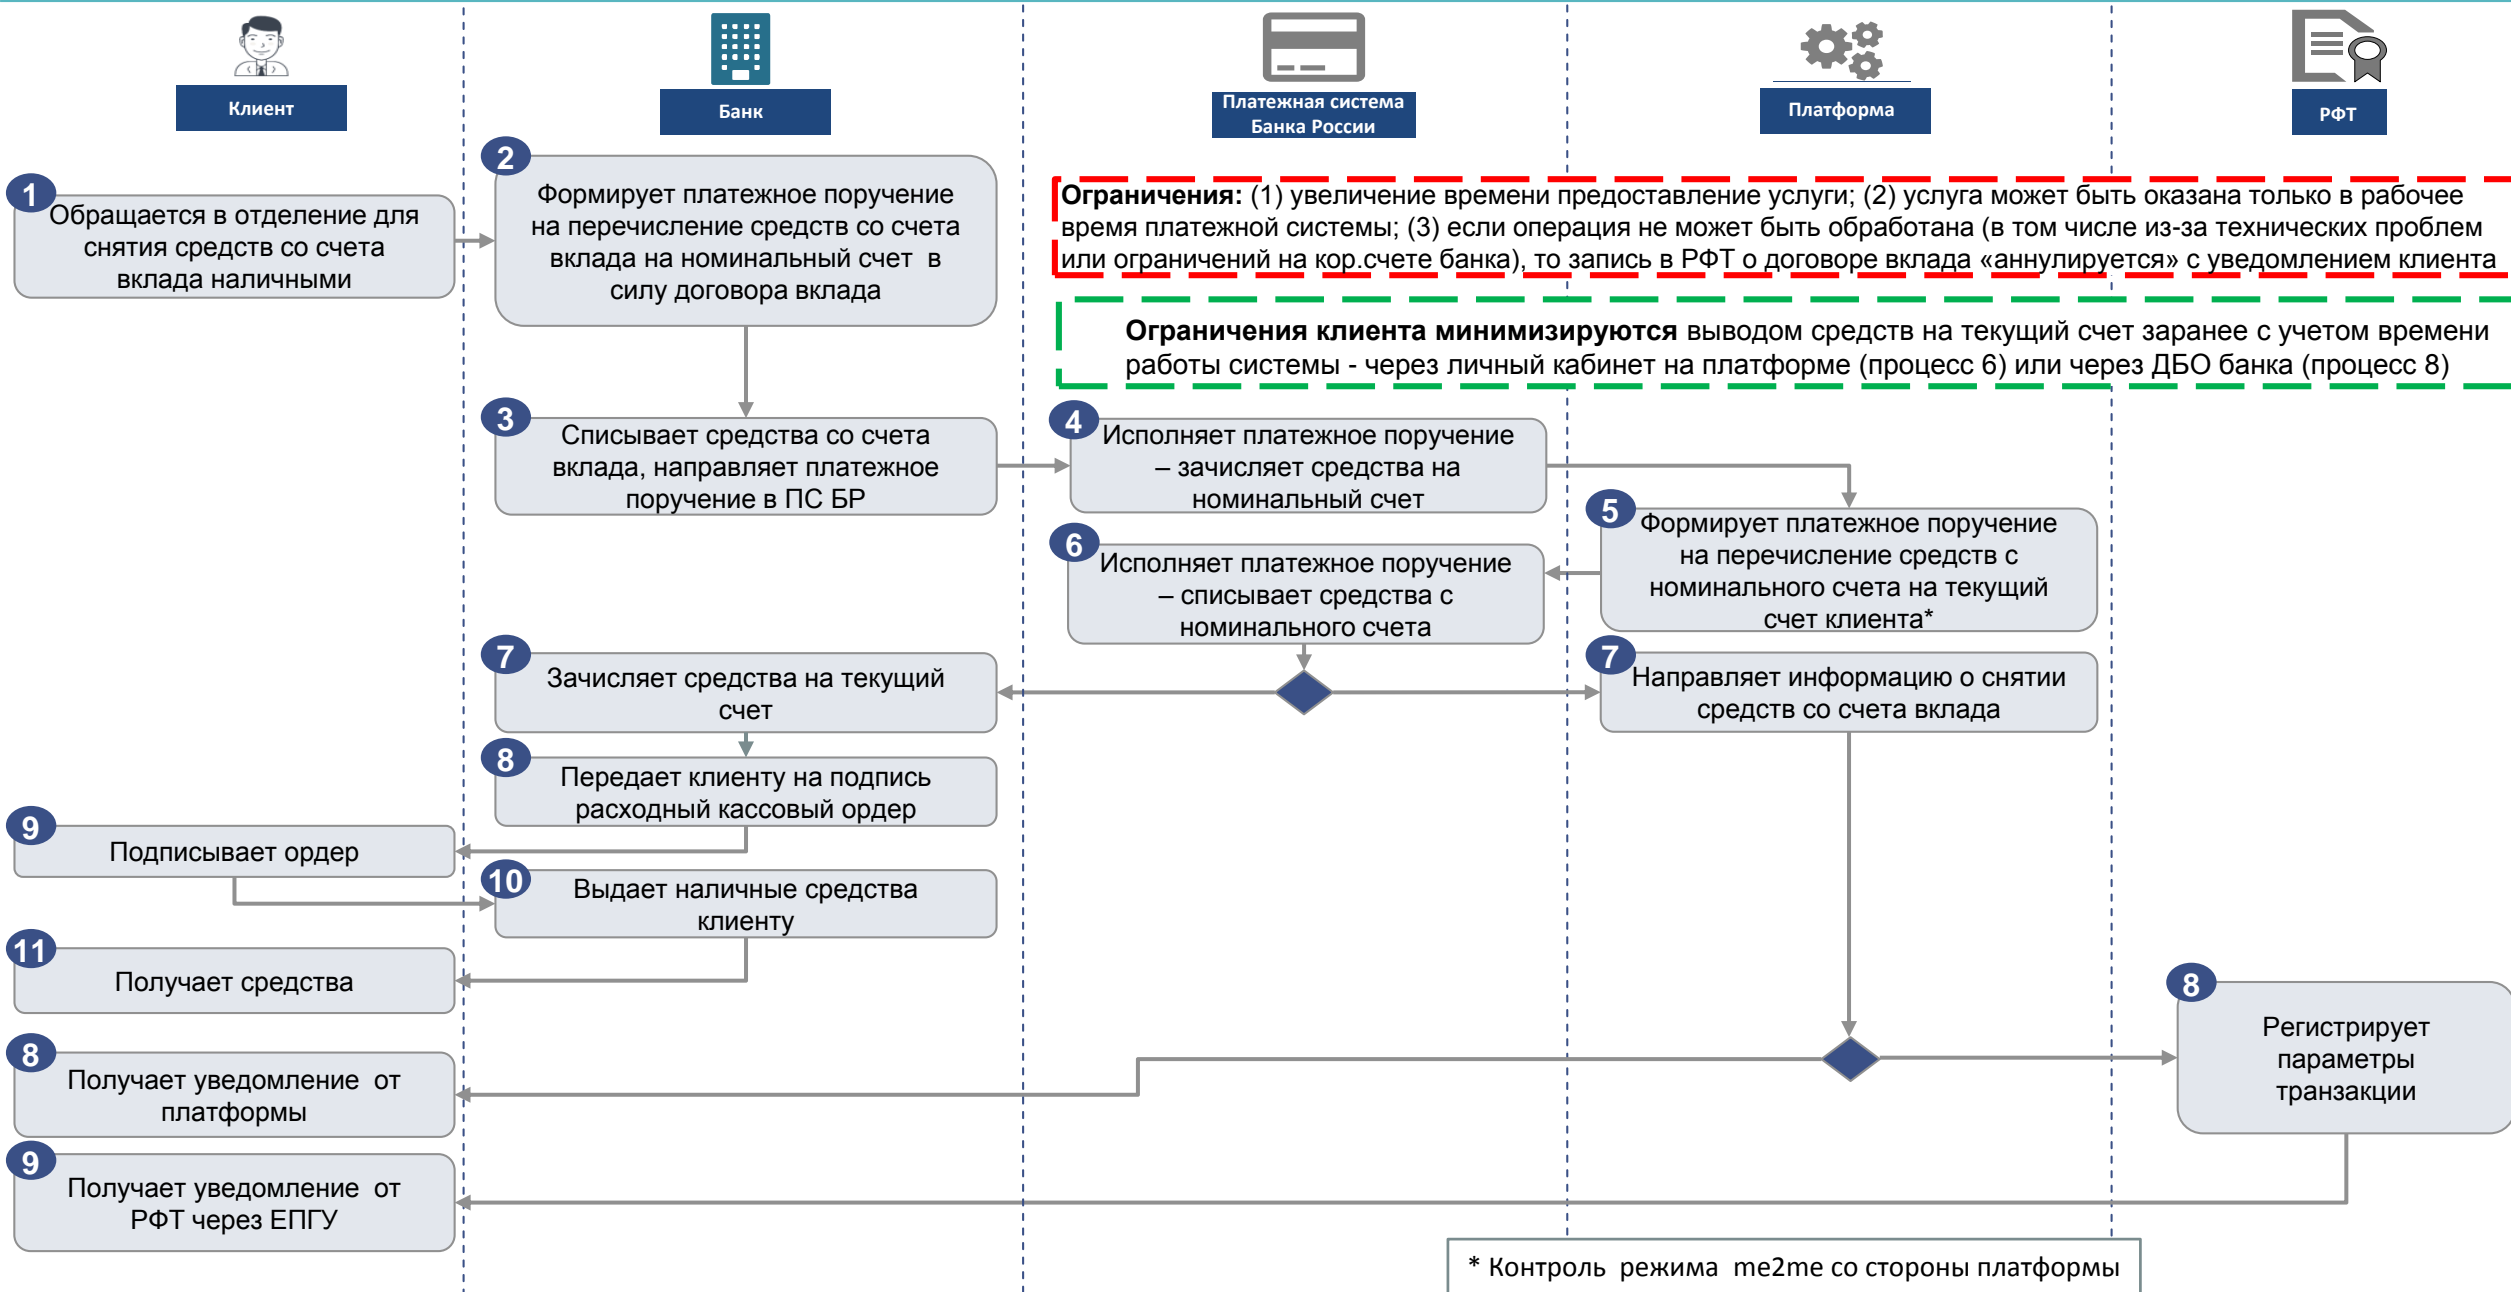 Клиент
Банк
Платежная система
Банка России
Платформа
РФТ
1
Обращается в отделение для
снятия средств со счета
вклада наличными
2
Формирует платежное поручение
на перечисление средств со счета
вклада на номинальный счет в
силу договора вклада
Ограничения: (1) увеличение времени предоставление услуги; (2) услуга может быть оказана только в рабочее
время платежной системы; (3) если операция не может быть обработана (в том числе из-за технических проблем
или ограничений на кор.счете банка), то запись в РФТ о договоре вклада «аннулируется» с уведомлением клиента
Ограничения клиента минимизируются выводом средств на текущий счет заранее с учетом времени
работы системы - через личный кабинет на платформе (процесс 6) или через ДБО банка (процесс 8)
3
Списывает средства со счета
вклада, направляет платежное
поручение в ПС БР
4
Исполняет платежное поручение
– зачисляет средства на
номинальный счет
5
Формирует платежное поручение
на перечисление средств с
номинального счета на текущий
счет клиента*
6
Исполняет платежное поручение
– списывает средства с
номинального счета
7
Зачисляет средства на текущий
счет
7
Направляет информацию о снятии
средств со счета вклада
8
Передает клиенту на подпись
расходный кассовый ордер
9
Подписывает ордер
10
Выдает наличные средства
клиенту
11
Получает средства
8
Регистрирует
параметры
транзакции
8
Получает уведомление от
платформы
9
Получает уведомление от
РФТ через ЕПГУ
* Контроль режима me2me со стороны платформы